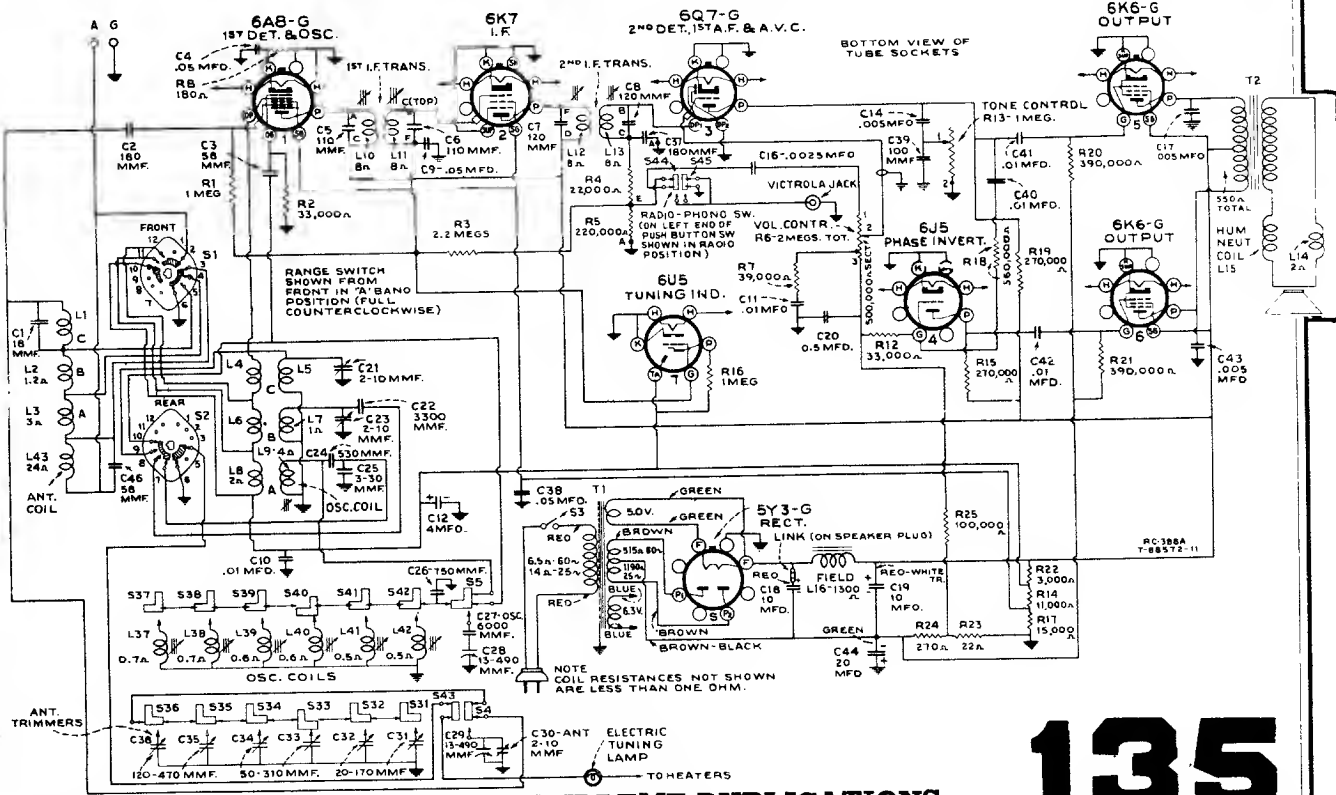 A G
6A8-G
1ST DET. & OSC.
C4
.05 MFD.
R8
180Ω
1ST I.F. TRANS.
6K7
I.F.
2ND I.F. TRANS.
6Q7-G
2ND DET., 1ST A.F. & A.V.C.
BOTTOM VIEW OF
TUBE SOCKETS
6K6-G
OUTPUT
T2
C2
180
MMF.
C3
58
MMF.
R1
1 MEG
R2
33,000Ω
C5
110
MMF.
L10
8Ω
L11
8Ω
C(TOP)
C6
110 MMF.
C9-.05 MFD.
C7
120
MMF
L12
8Ω
L13
8Ω
C8
120 MMF
C37
180 MMF.
S44
S45
R4
22,000Ω
R5
220,000Ω
RADIO-PHONO SW.
(ON LEFT END OF
PUSH BUTTON SW
SHOWN IN RADIO
POSITION)
C16-.0025 MFD
VICTROLA JACK
VOL. CONTR.
R6-2 MEGS. TOT.
500,000Ω SECT
C14
.005 MFD
C39
100
MMF
TONE CONTROL
R13-1 MEG.
C41
.01 MFD.
C40
.01 MFD.
R20
390,000Ω
C17
.005 MFD
550Ω
TOTAL
HUM
NEUT
COIL
L15
L14
2Ω
R3
2.2 MEGS
FRONT
S1
RANGE SWITCH
SHOWN FROM
FRONT IN "A" BAND
POSITION (FULL
COUNTERCLOCKWISE)
6U5
TUNING IND.
R7
39,000Ω
C11
.01 MFD
C20
0.5 MFD.
R12
33,000Ω
6J5
PHASE INVERT.
R18
560,000Ω
R19
270,000Ω
6K6-G
OUTPUT
C1
18
MMF.
L1
C
L2
1.2Ω
B
L3
3Ω
A
L43
24Ω
ANT.
COIL
C46
58
MMF
REAR
S2
L4
L5
C
L6
L7
1Ω
B
L8
2Ω
L9-.4Ω
A
OSC. COIL
C21
2-10 MMF.
C22
3300
MMF.
C23
2-10
MMF.
C24
530 MMF.
C25
3-30
MMF.
R16
1 MEG
R15
270,000
Ω
C42
.01
MFD.
R21
390,000Ω
C43
.005
MFD
C12
4 MFD.
C10
.01 MFD.
C38
.05 MFD.
S3
T1
GREEN
5.0V.
GREEN
BROWN
5Y3-G
RECT.
LINK (ON SPEAKER PLUG)
RED
6.5Ω-60~
14Ω-25~
RED
515Ω 60~
1190Ω
25~
BLUE
6.3V.
BLUE
BROWN
BROWN-BLACK
RED
C18
10
MFD.
FIELD
L16-1300Ω
RED-WHITE
TR.
C19
10
MFD.
GREEN
C44
20
MFD
R25
100,000Ω
R24
270Ω
R23
22Ω
RC-388A
T-88572-11
R22
3,000Ω
R14
11,000Ω
R17
15,000Ω
C26-750 MMF.
S37 S38 S39 S40 S41 S42 S5
L37
0.7Ω
L38
0.7Ω
L39
0.6Ω
L40
0.6Ω
L41
0.5Ω
L42
0.5Ω
C27-OSC.
6000
MMF.
C28
13-490
MMF.
OSC. COILS
NOTE
COIL RESISTANCES NOT SHOWN
ARE LESS THAN ONE OHM.
ANT.
TRIMMERS
S36 S35 S34 S33 S32 S31
S43
S4
C36 C35 C34 C33 C32 C31
120-470 MMF. 50-310 MMF. 20-170 MMF
C29
13-490
MMF.
C30-ANT
2-10
MMF
ELECTRIC
TUNING
LAMP
TO HEATERS
135